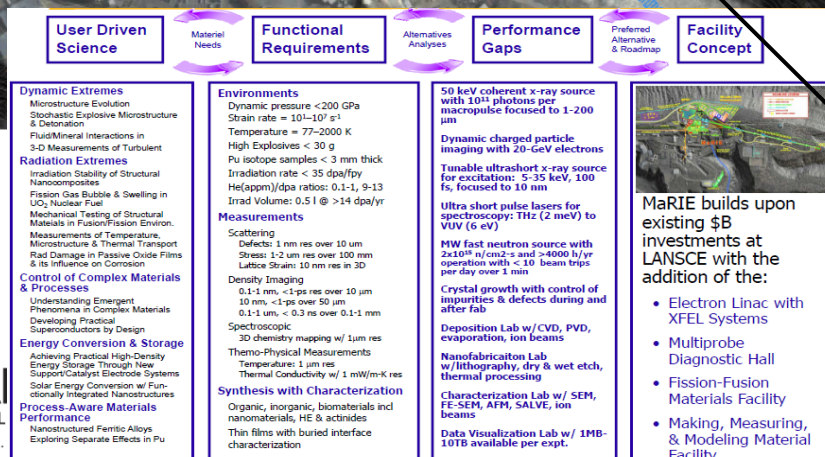 User Driven
Science
Materiel
Needs
Functional
Requirements
Alternatives
Analyses
Performance
Gaps
Preferred
Alternative
& Roadmap
Facility
Concept
Dynamic Extremes
Microstructure Evolution
Stochastic Explosive Microstructure
& Detonation
Fluid/Mineral Interactions in
3-D Measurements of Turbulent
Radiation Extremes
Irradiation Stability of Structural
Nanocomposites
Fission Gas Bubble & Swelling in
UO2 Nuclear Fuel
Mechanical Testing of Structural
Mateials in Fusion/Fission Environ.
Measurements of Temperature,
Microstructure & Thermal Transport
Rad Damage in Passive Oxide Films
& its Influence on Corrosion
Control of Complex Materials
& Processes
Understanding Emergent
Phenomena in Complex Materials
Developing Practical
Superconductors by Design
Energy Conversion & Storage
Achieving Practical High-Density
Energy Storage Through New
Support/Catalyst Electrode Systems
Solar Energy Conversion w/ Fun-
ctionally Integrated Nanostructures
Process-Aware Materials
Performance
Nanostructured Ferritic Alloys
Exploring Separate Effects in Pu
Environments
Dynamic pressure <200 GPa
Strain rate = 10¹–10⁷ s⁻¹
Temperature = 77–2000 K
High Explosives < 30 g
Pu isotope samples < 3 mm thick
Irradiation rate < 35 dpa/fpy
He(appm)/dpa ratios: 0.1-1, 9-13
Irrad Volume: 0.5 l @ >14 dpa/yr
Measurements
Scattering
Defects: 1 nm res over 10 um
Stress: 1-2 um res over 100 mm
Lattice Strain: 10 nm res in 3D
Density Imaging
0.1-1 nm, <1-ps res over 10 μm
10 nm, <1-ps over 50 μm
0.1-1 um, < 0.3 ns over 0.1-1 mm
Spectroscopic
3D chemistry mapping w/ 1μm res
Themo-Physical Measurements
Temperature: 1 μm res
Thermal Conductivity w/ 1 mW/m-K res
Synthesis with Characterization
Organic, inorganic, biomaterials incl
nanomaterials, HE & actinides
Thin films with buried interface
characterization
50 keV coherent x-ray source
with 10¹¹ photons per
macropulse focused to 1-200
μm
Dynamic charged particle
imaging with 20-GeV electrons
Tunable ultrashort x-ray source
for excitation: 5-35 keV, 100
fs, focused to 10 nm
Ultra short pulse lasers for
spectroscopy: THz (2 meV) to
VUV (6 eV)
MW fast neutron source with
n/cm2-s and >4000 h/yr
operation with < 10 beam trips
per day over 1 min
Crystal growth with control of
impurities & defects during and
after fab
Deposition Lab w/CVD, PVD,
evaporation, ion beams
Nanofabricaiton Lab
w/lithography, dry & wet etch,
thermal processing
Characterization Lab w/ SEM,
FE-SEM, AFM, SALVE, ion
beams
Data Visualization Lab w/ 1MB-
10TB available per expt.
MaRIE builds upon
existing $B
investments at
LANSCE with the
addition of the:
• Electron Linac with
XFEL Systems
• Multiprobe
Diagnostic Hall
• Fission-Fusion
Materials Facility
• Making, Measuring,
& Modeling Material
Facility